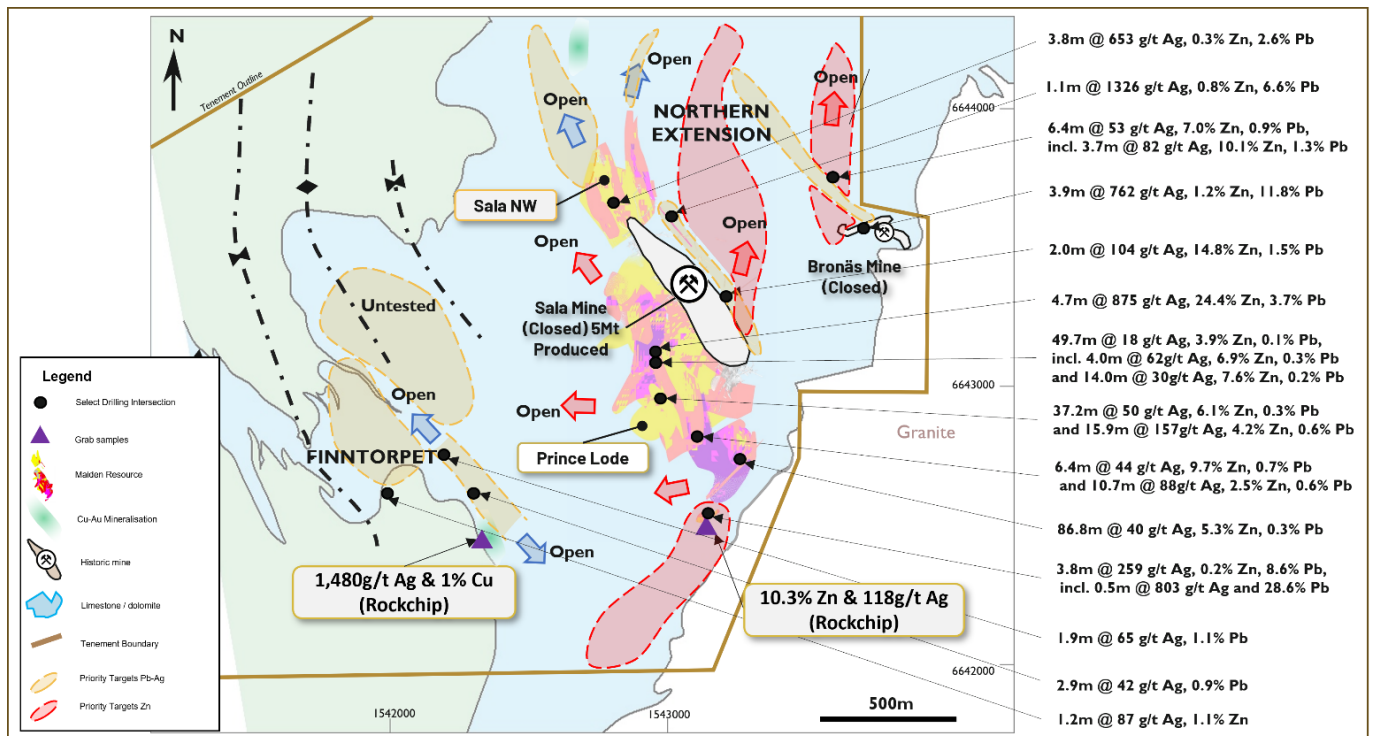 N
Tenement Outline
Open
Open
Open
NORTHERN
EXTENSION
6644000
Sala NW
Open
Open
Bronäs Mine
(Closed)
Sala Mine
(Closed) 5Mt
Produced
Untested
6643000
Open
Open
Granite
Prince Lode
FINNTORPET
Open
1,480g/t Ag & 1% Cu
(Rockchip)
10.3% Zn & 118g/t Ag
(Rockchip)
6642000
1542000
1543000
500m
Legend
Select Drilling Intersection
Grab samples
Maiden Resource
Cu-Au Mineralisation
Historic mine
Limestone / dolomite
Tenement Boundary
Priority Targets Pb-Ag
Priority Targets Zn
3.8m @ 653 g/t Ag, 0.3% Zn, 2.6% Pb
1.1m @ 1326 g/t Ag, 0.8% Zn, 6.6% Pb
6.4m @ 53 g/t Ag, 7.0% Zn, 0.9% Pb,
incl. 3.7m @ 82 g/t Ag, 10.1% Zn, 1.3% Pb
3.9m @ 762 g/t Ag, 1.2% Zn, 11.8% Pb
2.0m @ 104 g/t Ag, 14.8% Zn, 1.5% Pb
4.7m @ 875 g/t Ag, 24.4% Zn, 3.7% Pb
49.7m @ 18 g/t Ag, 3.9% Zn, 0.1% Pb,
incl. 4.0m @ 62g/t Ag, 6.9% Zn, 0.3% Pb
and 14.0m @ 30g/t Ag, 7.6% Zn, 0.2% Pb
37.2m @ 50 g/t Ag, 6.1% Zn, 0.3% Pb
and 15.9m @ 157g/t Ag, 4.2% Zn, 0.6% Pb
6.4m @ 44 g/t Ag, 9.7% Zn, 0.7% Pb
and 10.7m @ 88g/t Ag, 2.5% Zn, 0.6% Pb
86.8m @ 40 g/t Ag, 5.3% Zn, 0.3% Pb
3.8m @ 259 g/t Ag, 0.2% Zn, 8.6% Pb,
incl. 0.5m @ 803 g/t Ag and 28.6% Pb
1.9m @ 65 g/t Ag, 1.1% Pb
2.9m @ 42 g/t Ag, 0.9% Pb
1.2m @ 87 g/t Ag, 1.1% Zn